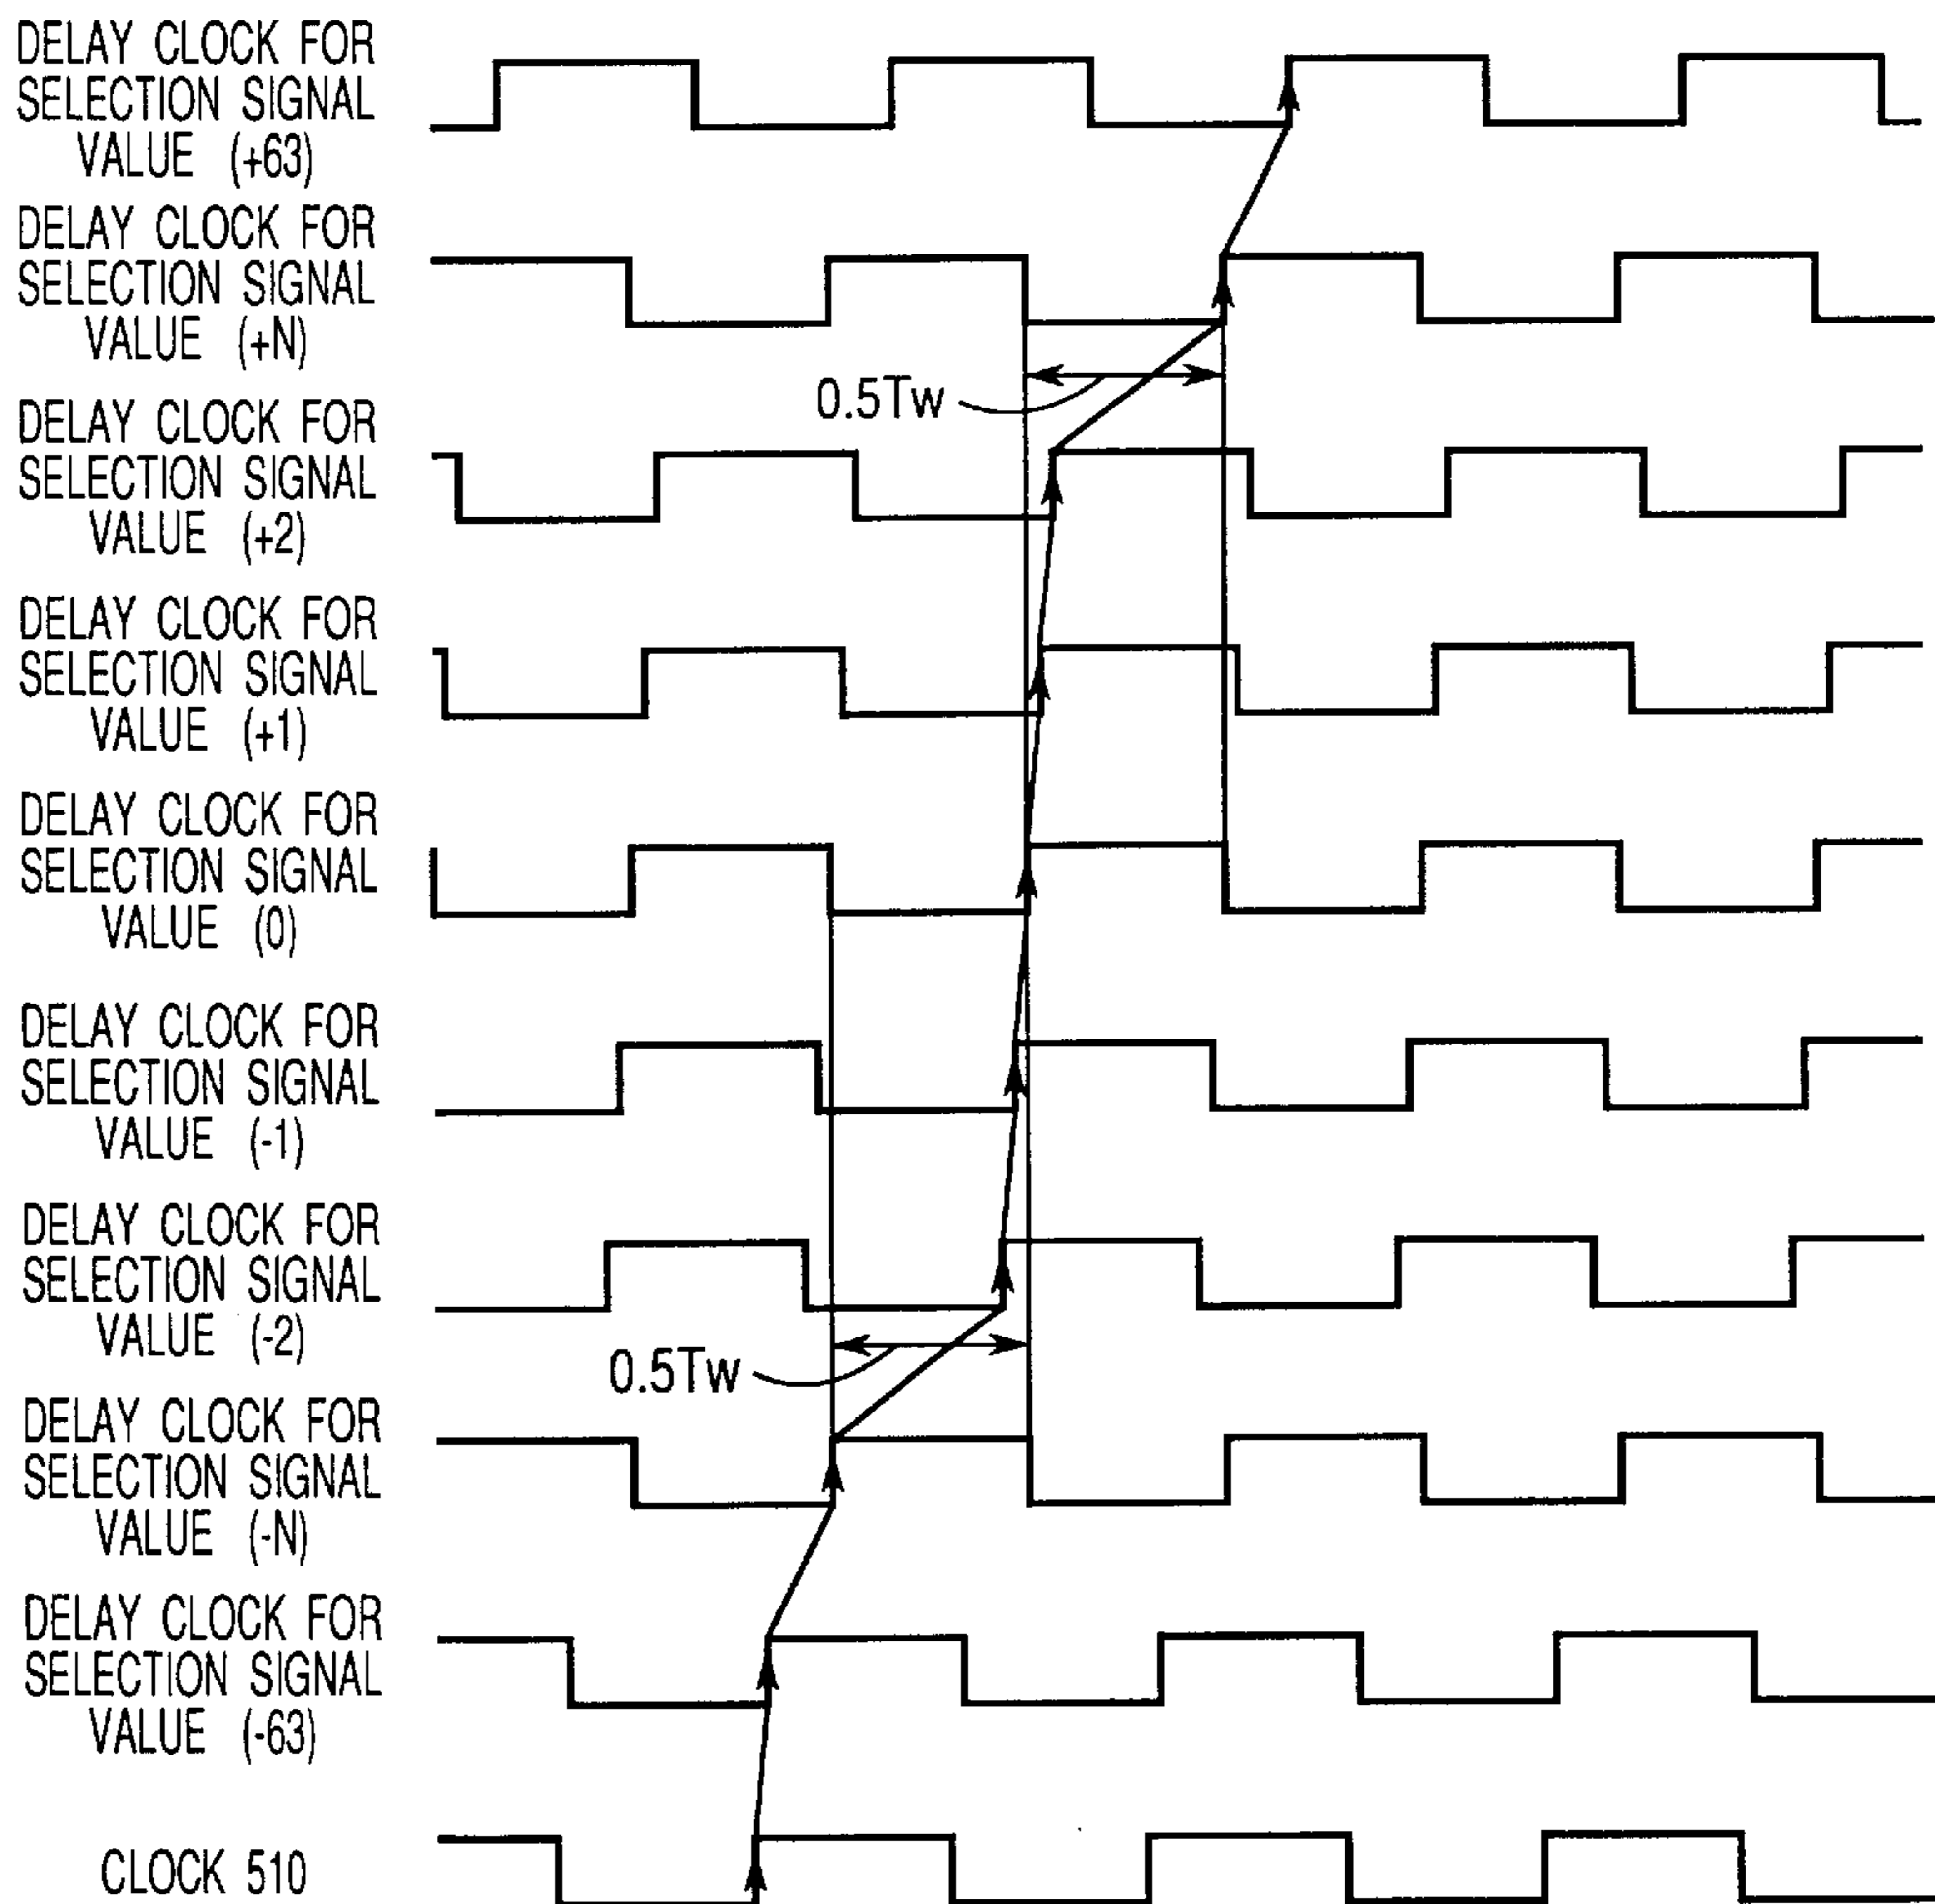 DELAY CLOCK FOR
SELECTION SIGNAL
VALUE (+63)
DELAY CLOCK FOR
SELECTION SIGNAL
VALUE (+N)
0.5Tw
DELAY CLOCK FOR
SELECTION SIGNAL
VALUE (+2)
DELAY CLOCK FOR
SELECTION SIGNAL
VALUE (+1)
DELAY CLOCK FOR
SELECTION SIGNAL
VALUE (0)
DELAY CLOCK FOR
SELECTION SIGNAL
VALUE (-1)
DELAY CLOCK FOR
SELECTION SIGNAL
VALUE (-2)
0.5Tw
DELAY CLOCK FOR
SELECTION SIGNAL
VALUE (-N)
DELAY CLOCK FOR
SELECTION SIGNAL
VALUE (-63)
CLOCK 510